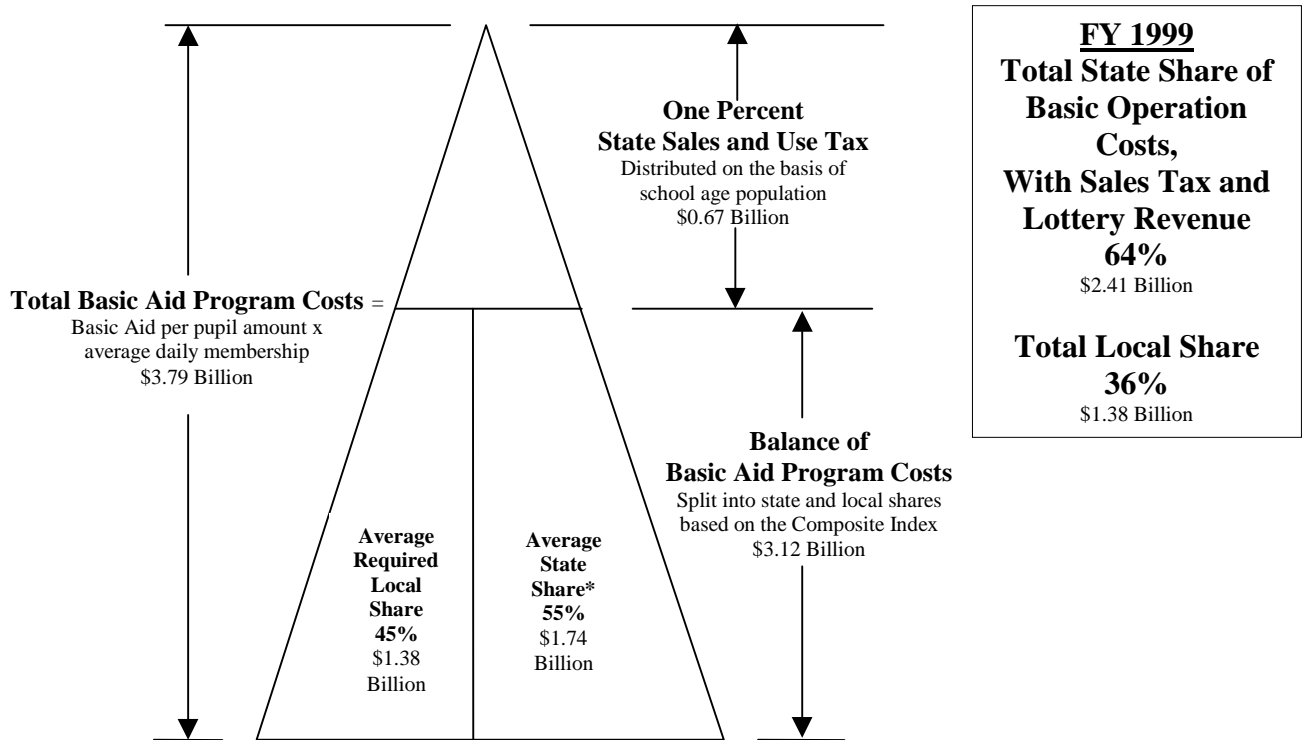 One Percent
State Sales and Use Tax
Distributed on the basis of
school age population
$0.67 Billion
Total Basic Aid Program Costs =
Basic Aid per pupil amount x
average daily membership
$3.79 Billion
Balance of
Basic Aid Program Costs
Split into state and local shares
based on the Composite Index
$3.12 Billion
Average
Required
Local
Share
45%
$1.38
Billion
Average
State
Share*
55%
$1.74
Billion
FY 1999
Total State Share of
Basic Operation
Costs,
With Sales Tax and
Lottery Revenue
64%
$2.41 Billion
Total Local Share
36%
$1.38 Billion